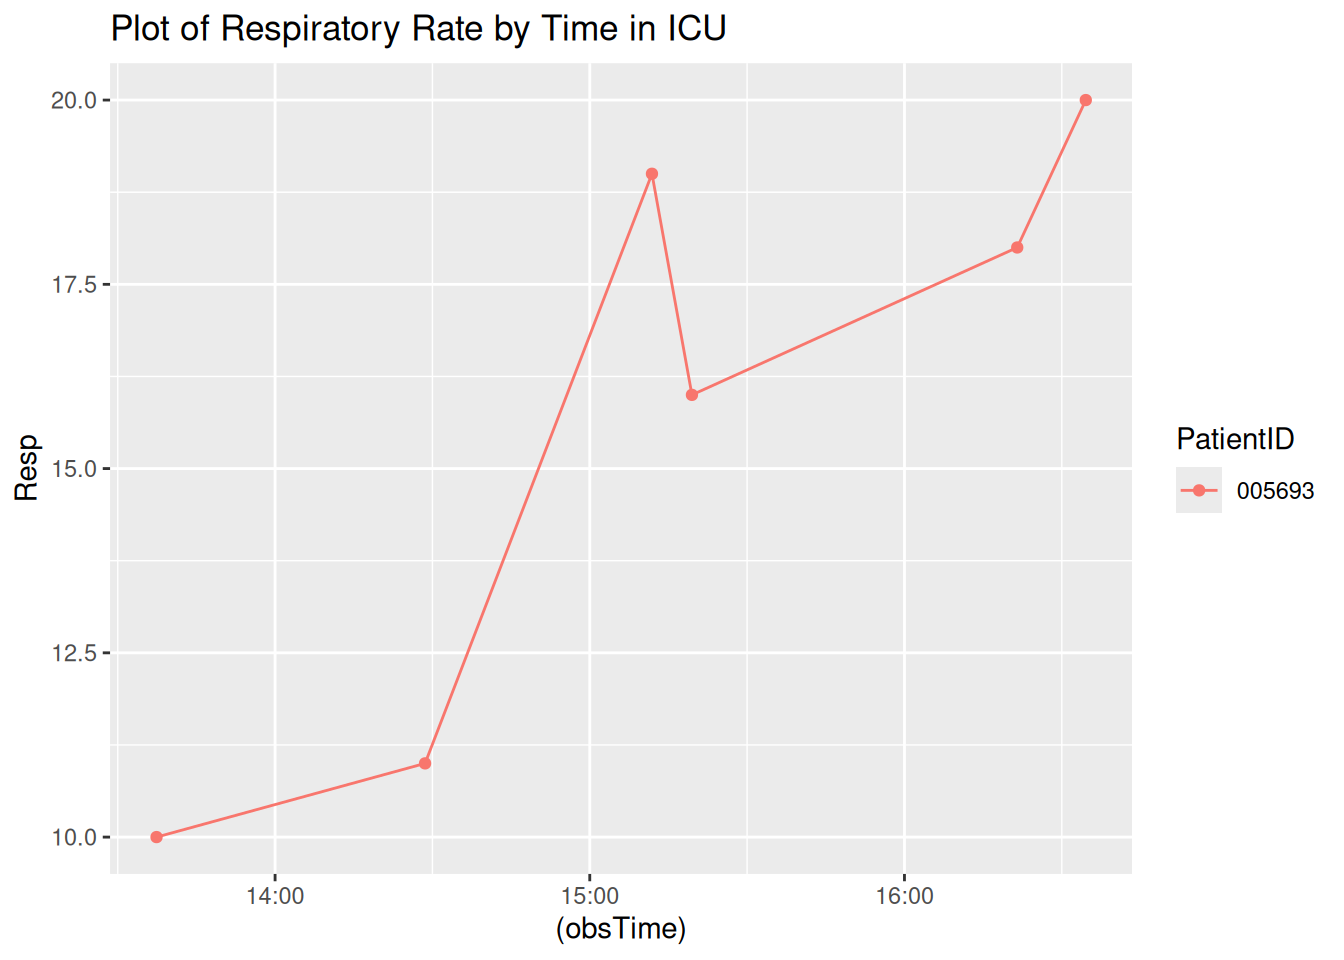 Plot of Respiratory Rate by Time in ICU
20.0
17.5
15.0
12.5
10.0
Resp
14:00 15:00 16:00
(obsTime)
PatientID
005693